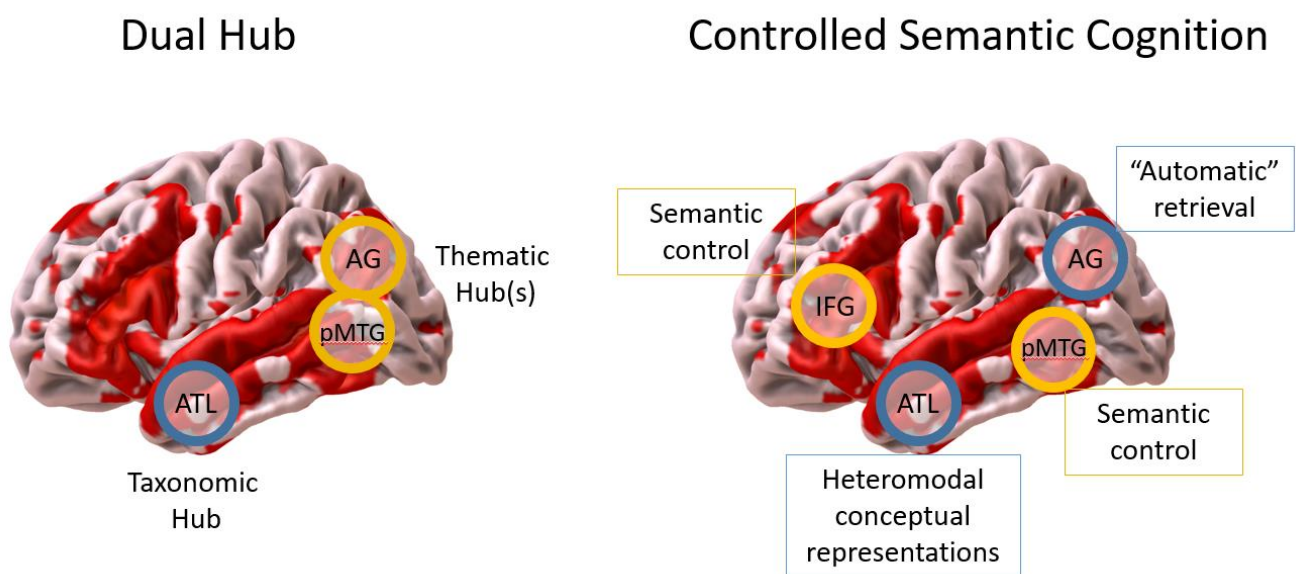 Dual Hub
AG
Thematic
Hub(s)
pMTG
ATL
Taxonomic
Hub
Controlled Semantic Cognition
“Automatic”
retrieval
Semantic
control
AG
IFG
pMTG
ATL
Semantic
control
Heteromodal
conceptual
representations